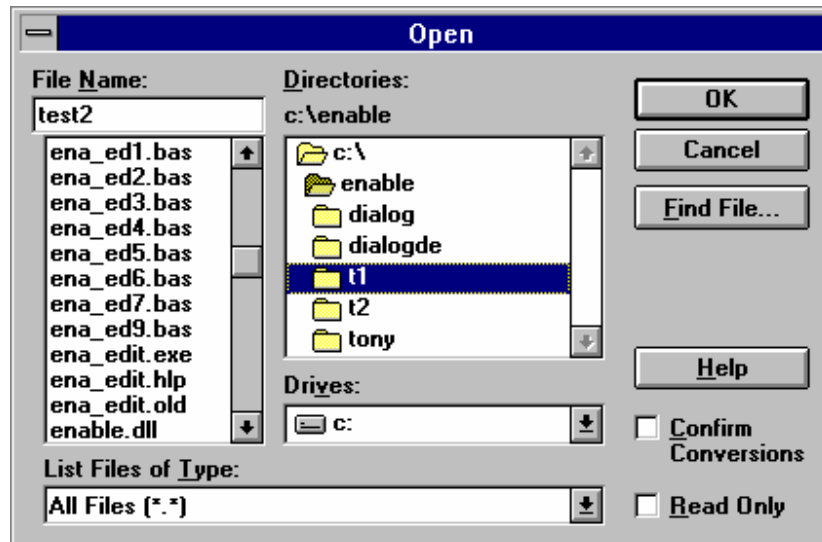 Open
File Name:
test2
ena_ed1.bas
ena_ed2.bas
ena_ed3.bas
ena_ed4.bas
ena_ed5.bas
ena_ed6.bas
ena_ed7.bas
ena_ed9.bas
ena_edit.exe
ena_edit.hlp
ena_edit.old
enable.dll
List Files of Type:
All Files (*.*)
Directories:
c:\enable
c:\
enable
dialog
dialogde
t1
t2
tony
Drives:
c:
OK
Cancel
Find File...
Help
Confirm
Conversions
Read Only